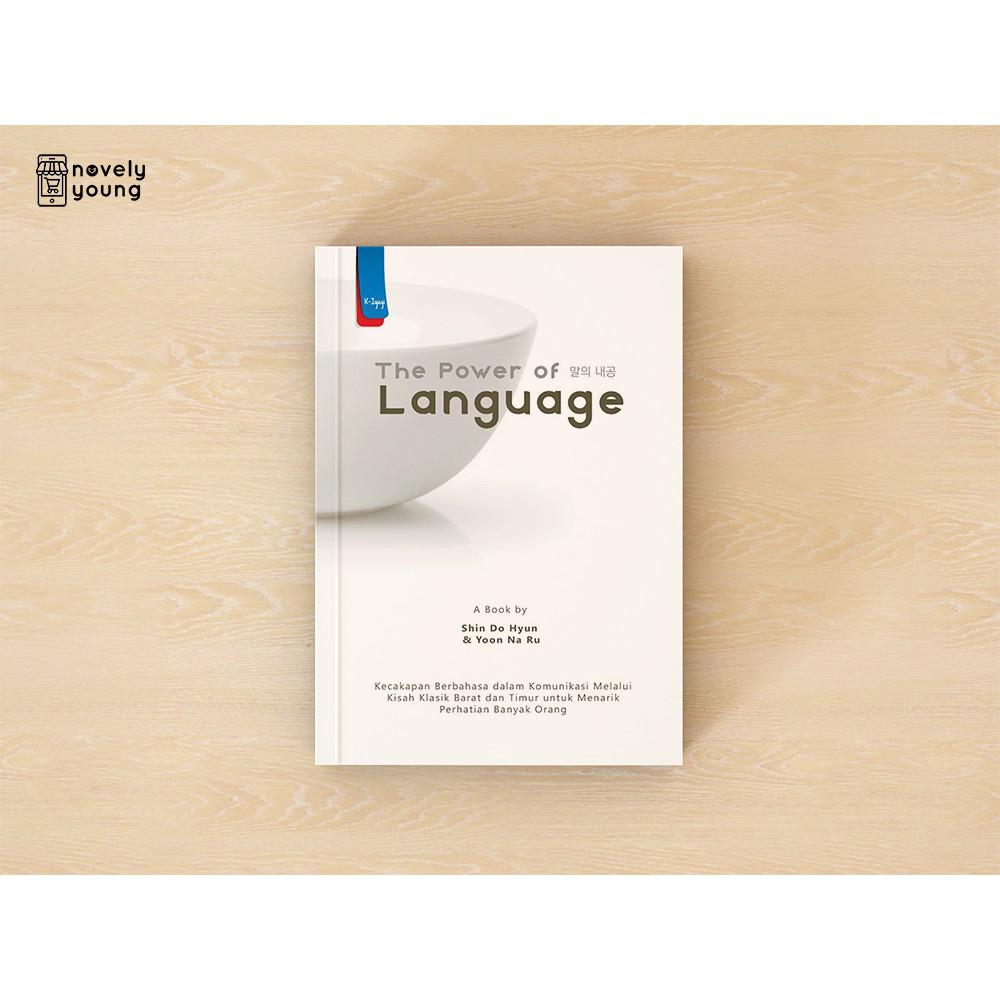 novely
young
K-Iyagi
The Power of 말의 내공
Language
A Book by
Shin Do Hyun
& Yoon Na Ru
Kecakapan Berbahasa dalam Komunikasi Melalui
Kisah Klasik Barat dan Timur untuk Menarik
Perhatian Banyak Orang